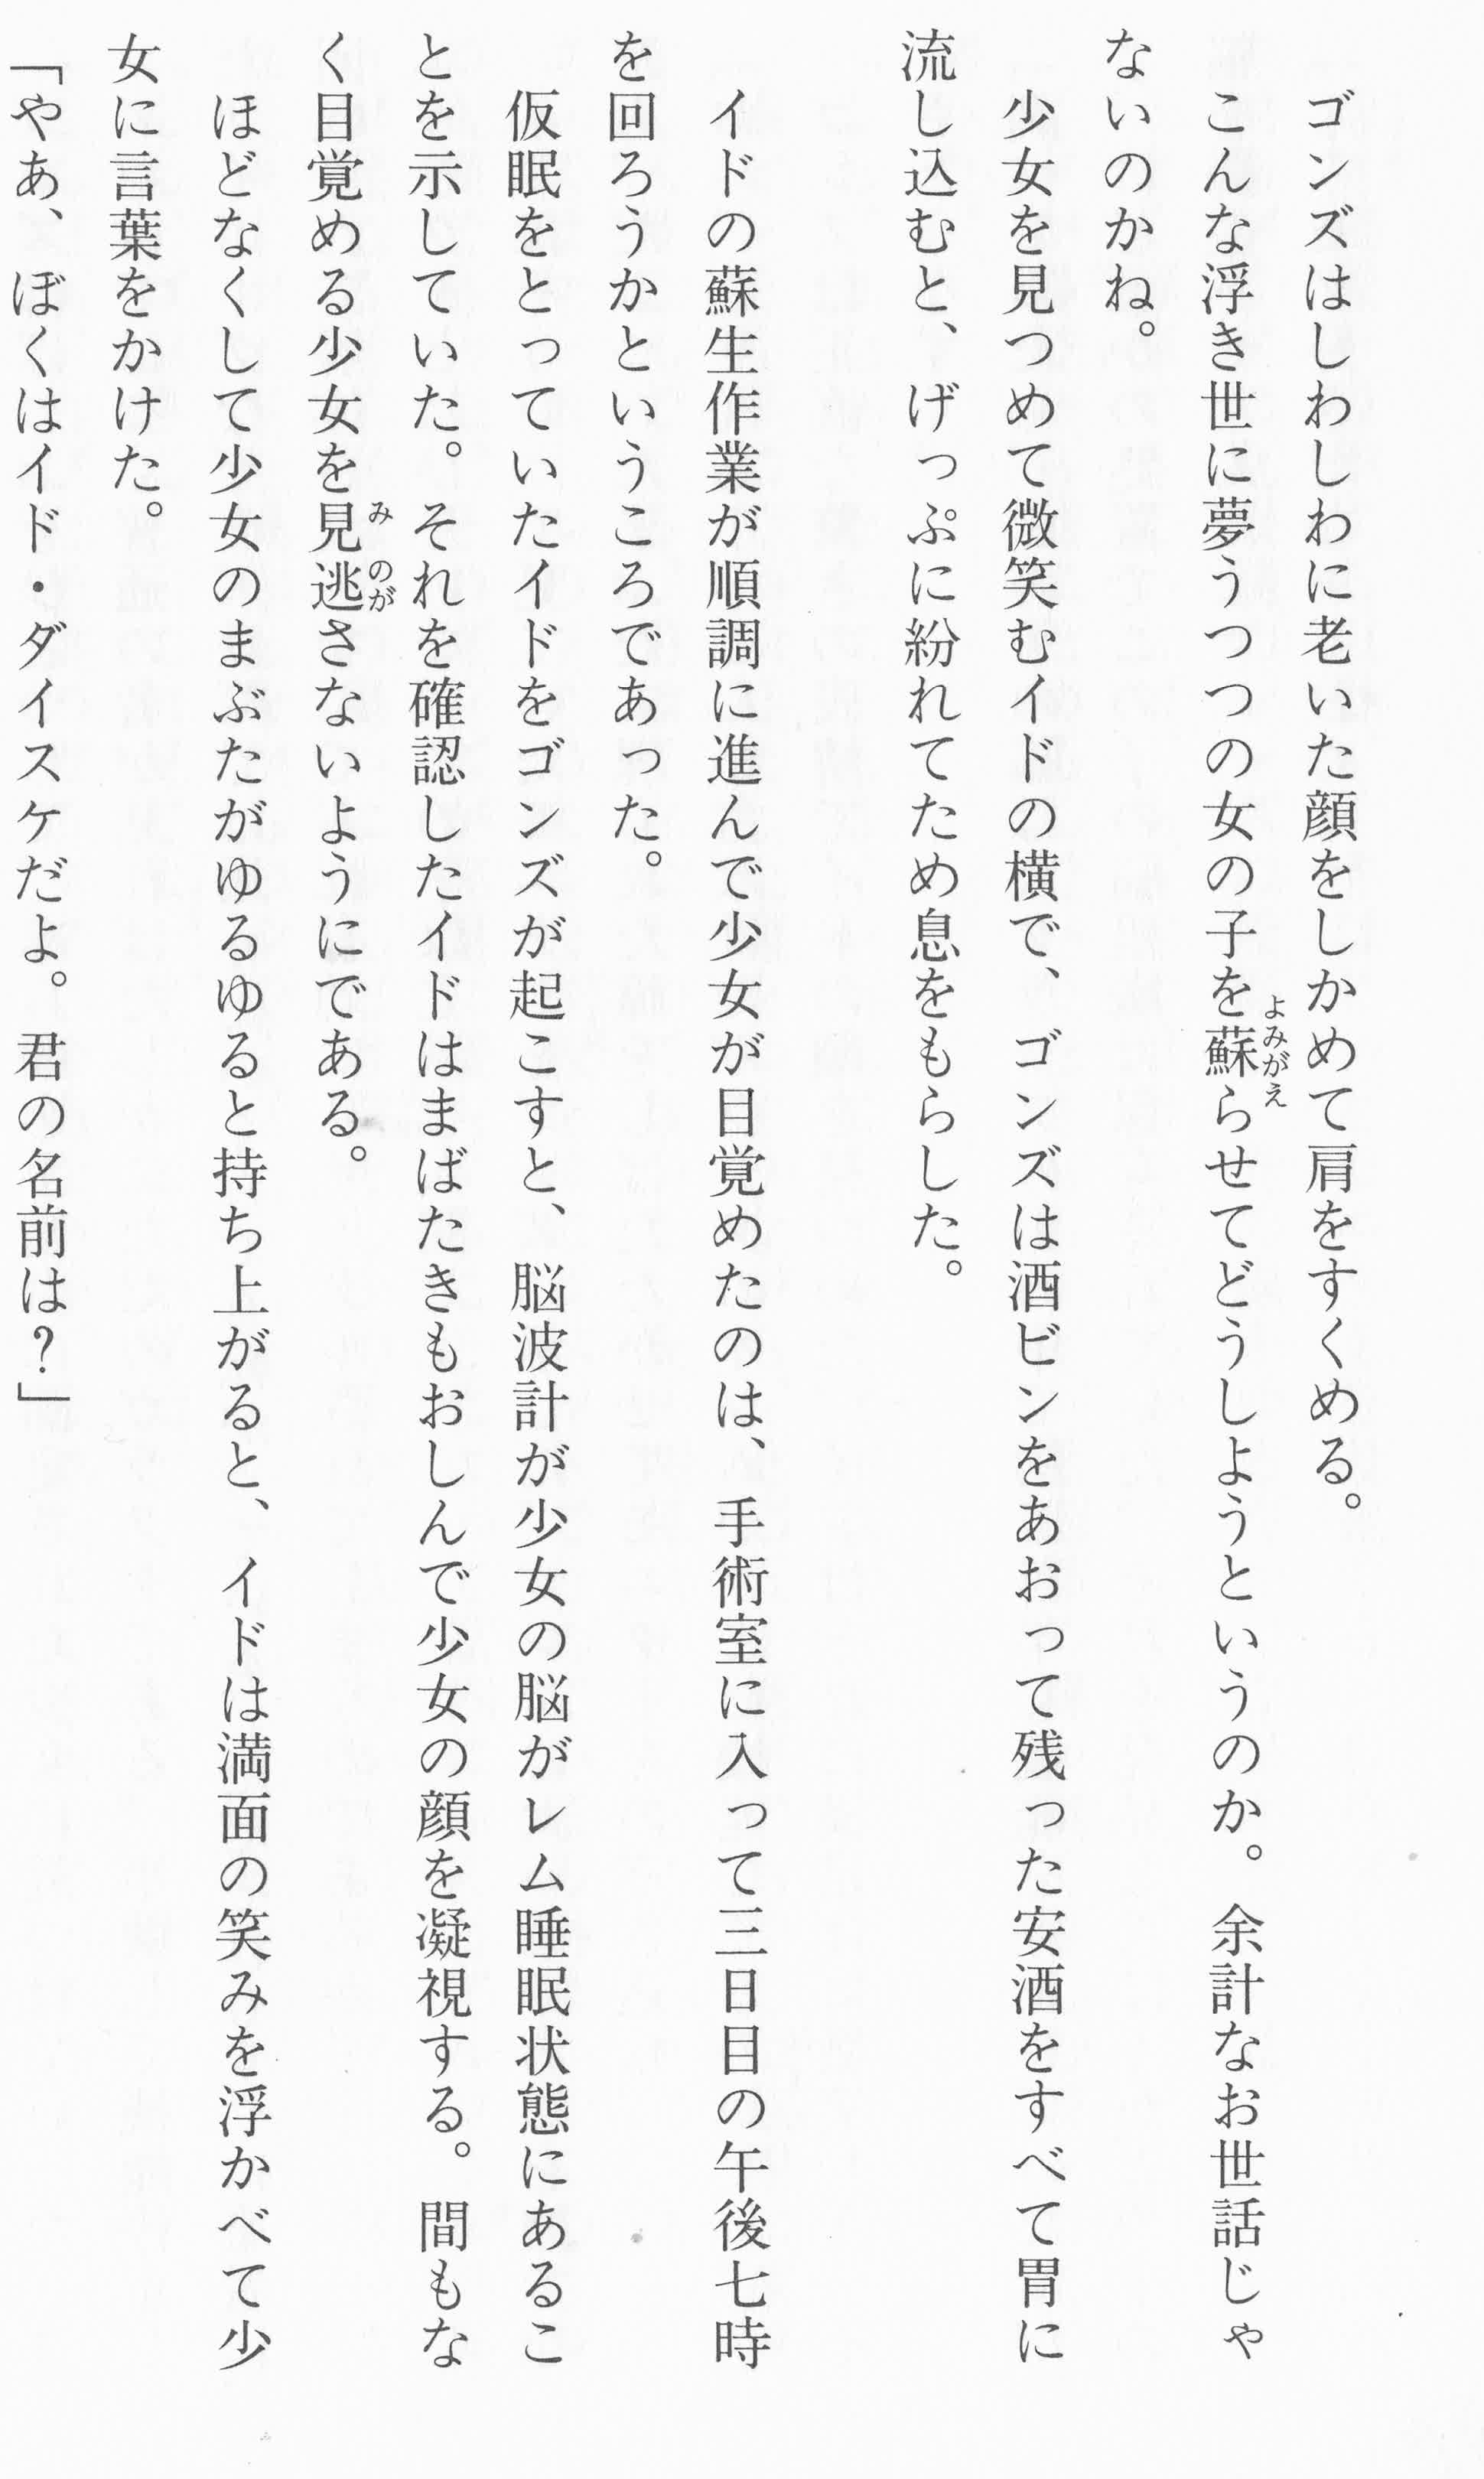 ゴンズはしわしわに老いた顔をしかめて肩をすくめる。
こんな浮き世に夢うつつの女の子を蘇らせてどうしようというのか。余計なお世話じゃ
ないのかね。
少女を見つめて微笑むイドの横で、ゴンズは酒ビンをあおって残った安酒をすべて胃に
流し込むと、げっぷに紛れてため息をもらした。
イドの蘇生作業が順調に進んで少女が目覚めたのは、手術室に入って三日目の午後七時
を回ろうかというころであった。
仮眠をとっていたイドをゴンズが起こすと、脳波計が少女の脳がレム睡眠状態にあるこ
とを示していた。それを確認したイドはまばたきもおしんで少女の顔を凝視する。間もな
く目覚める少女を見逃さないようにである。
ほどなくして少女のまぶたがゆるゆると持ち上がると、イドは満面の笑みを浮かべて少
女に言葉をかけた。
「やあ、ぼくはイド・ダイスケだよ。君の名前は？」